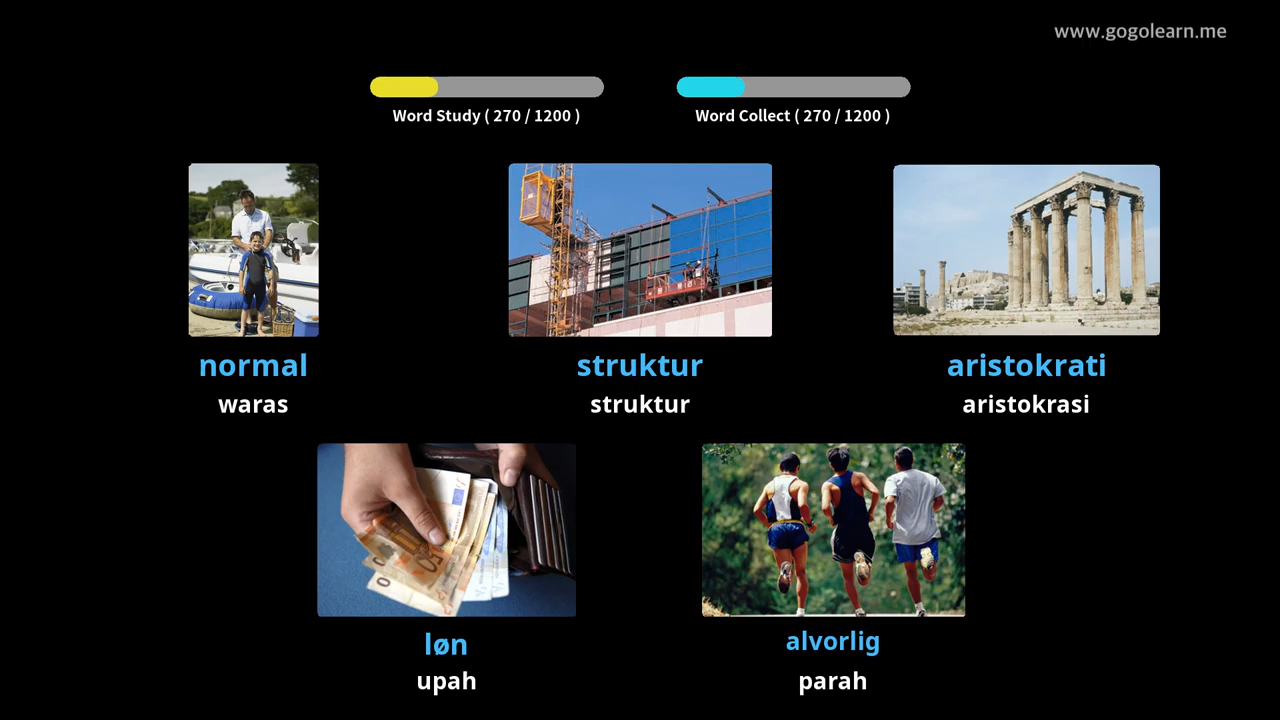 www.gogolearn.me
Word Study ( 270 / 1200 )
Word Collect ( 270 / 1200 )
normal
waras
struktur
struktur
aristokrati
aristokrasi
50
løn
upah
alvorlig
parah